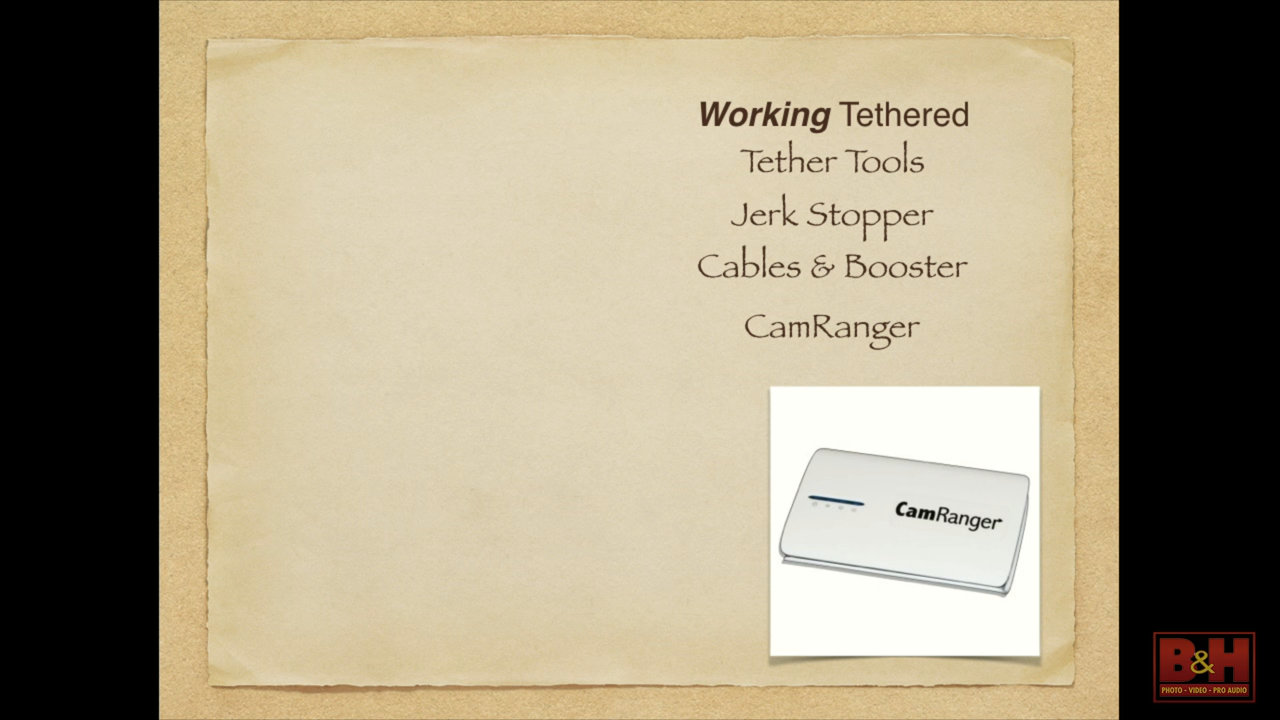 Working Tethered
Tether Tools
Jerk Stopper
Cables & Booster
CamRanger
CamRanger
B&H
PHOTO - VIDEO - PRO AUDIO